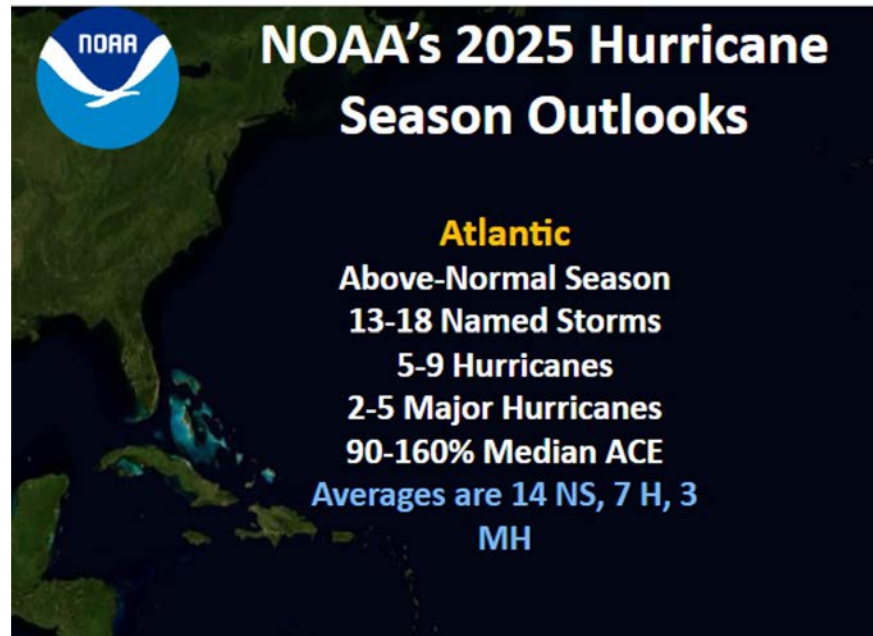 NOAA
NOAA's 2025 Hurricane
Season Outlooks
Atlantic
Above-Normal Season
13-18 Named Storms
5-9 Hurricanes
2-5 Major Hurricanes
90-160% Median ACE
Averages are 14 NS, 7 H, 3
MH